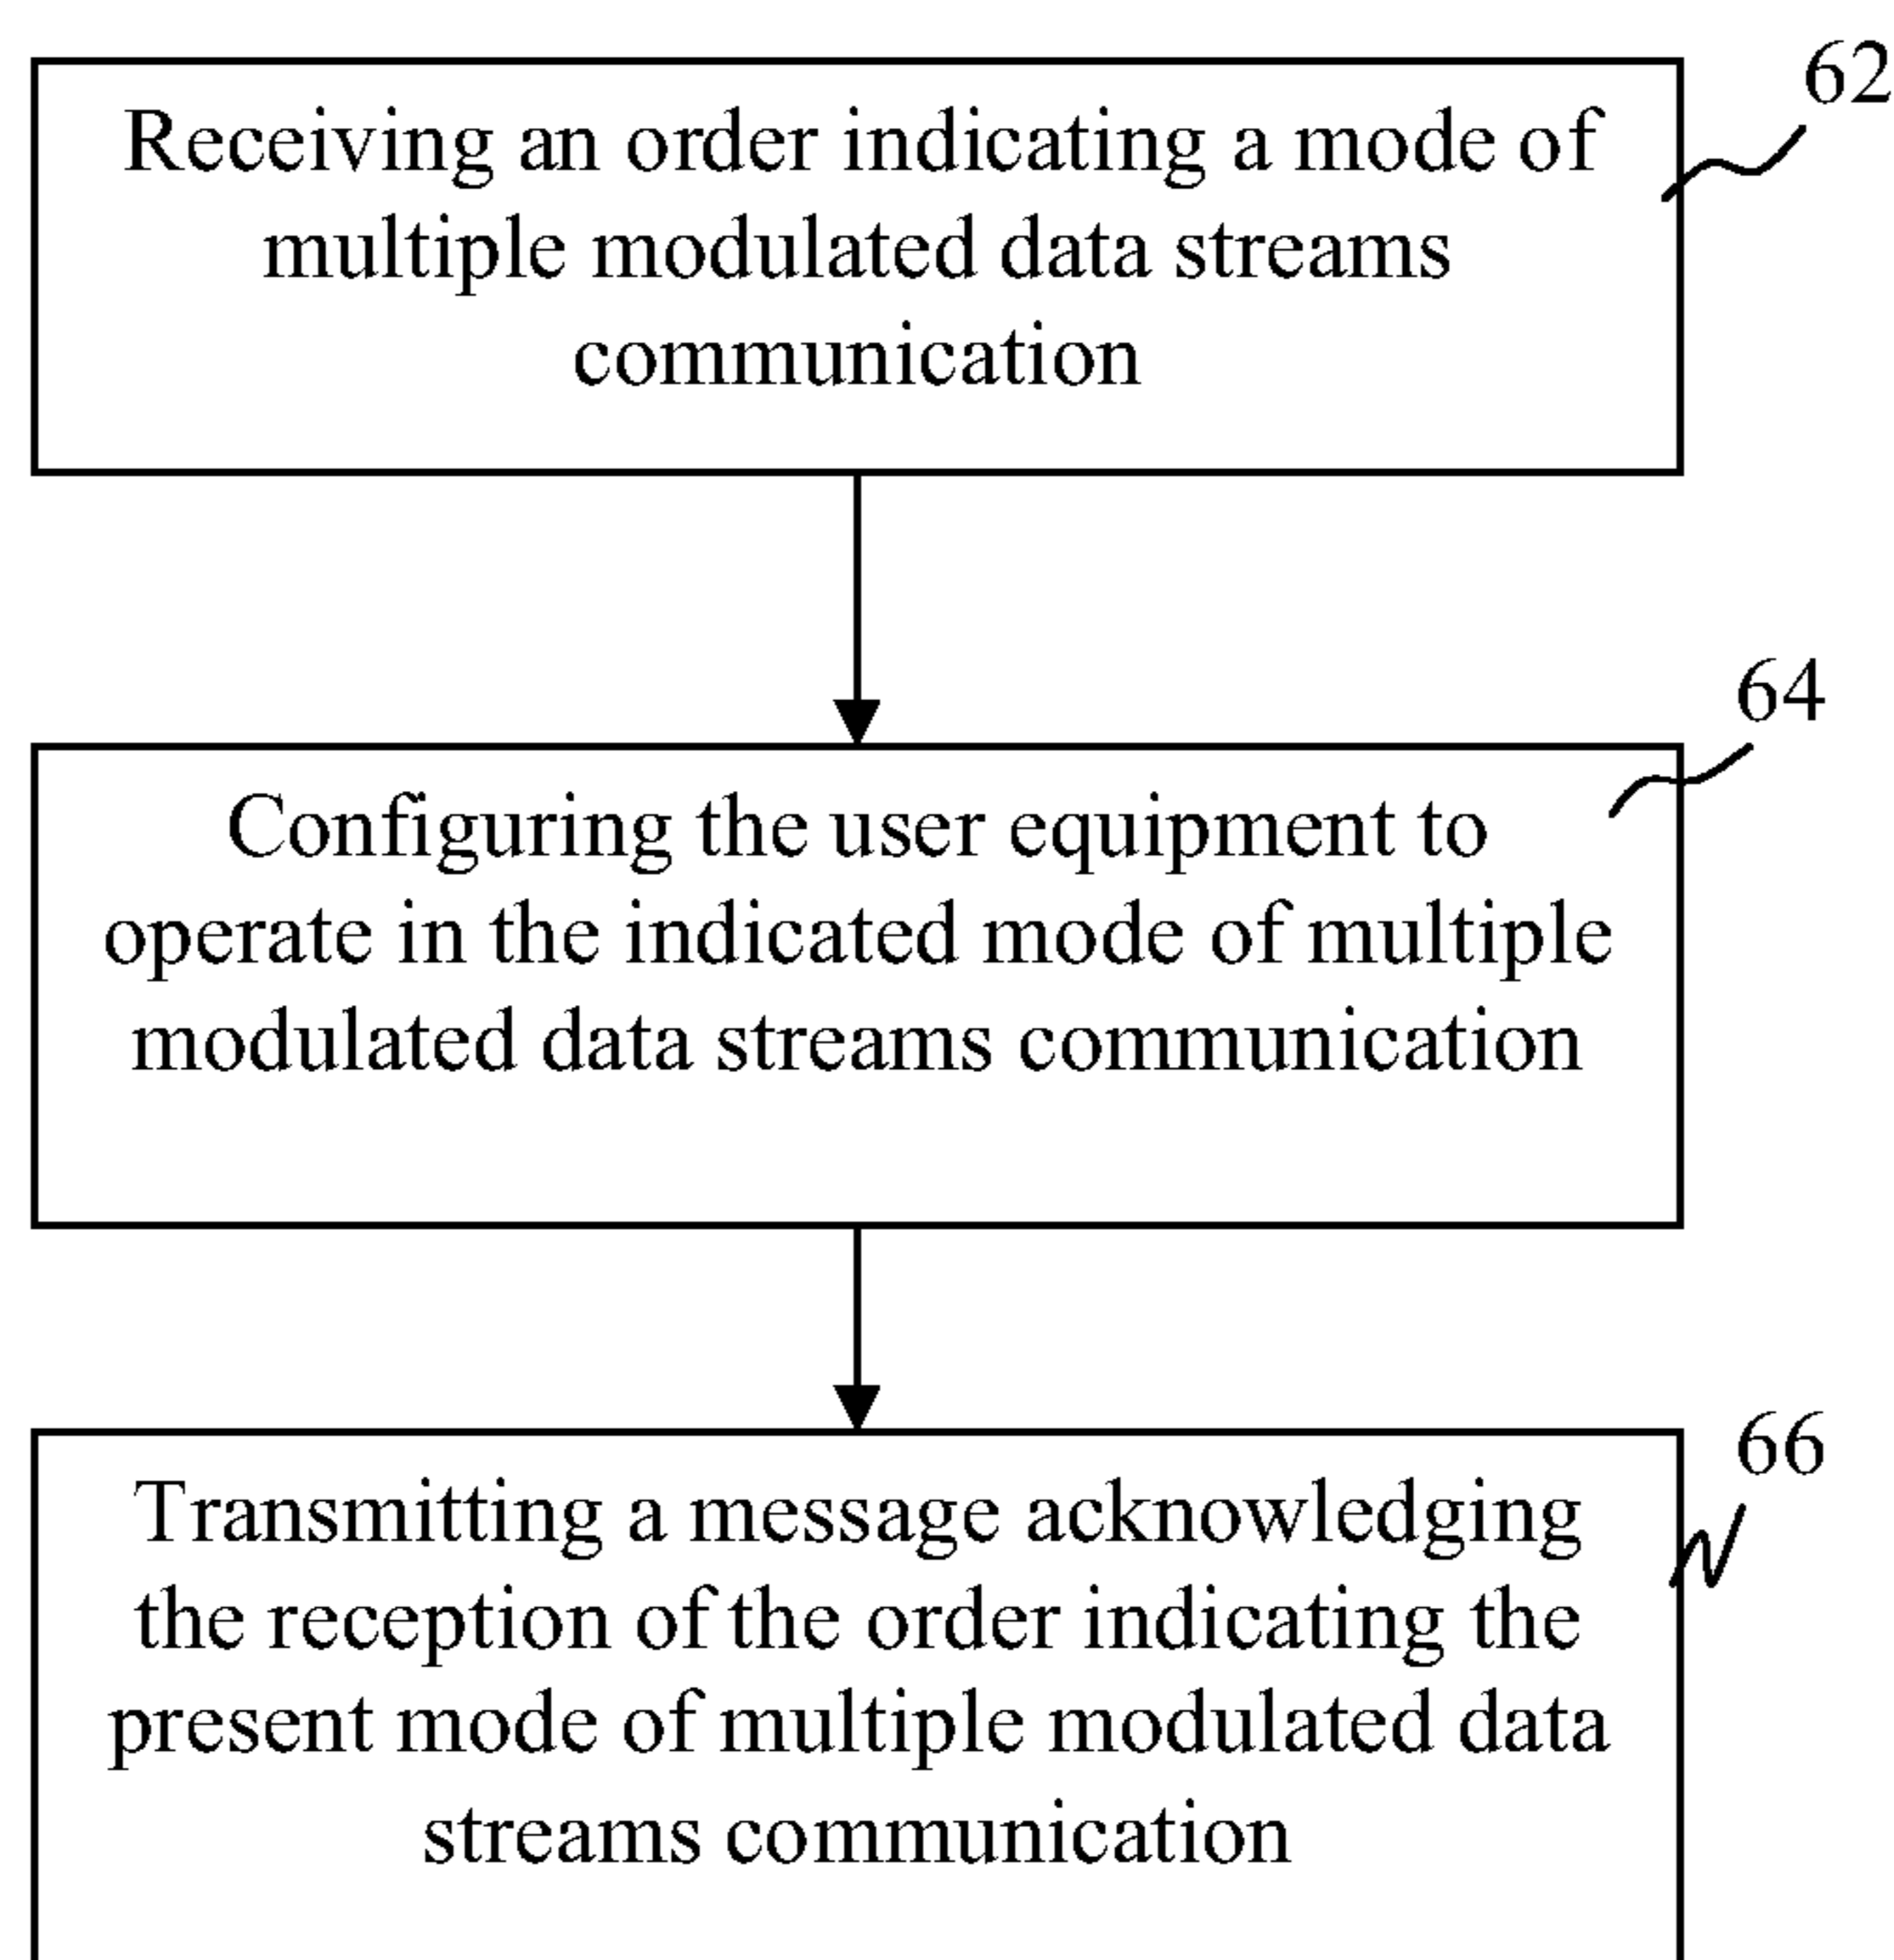 62
Receiving an order indicating a mode of
multiple modulated data streams
communication
64
Configuring the user equipment to
operate in the indicated mode of multiple
modulated data streams communication
66
Transmitting a message acknowledging
the reception of the order indicating the
present mode of multiple modulated data
streams communication